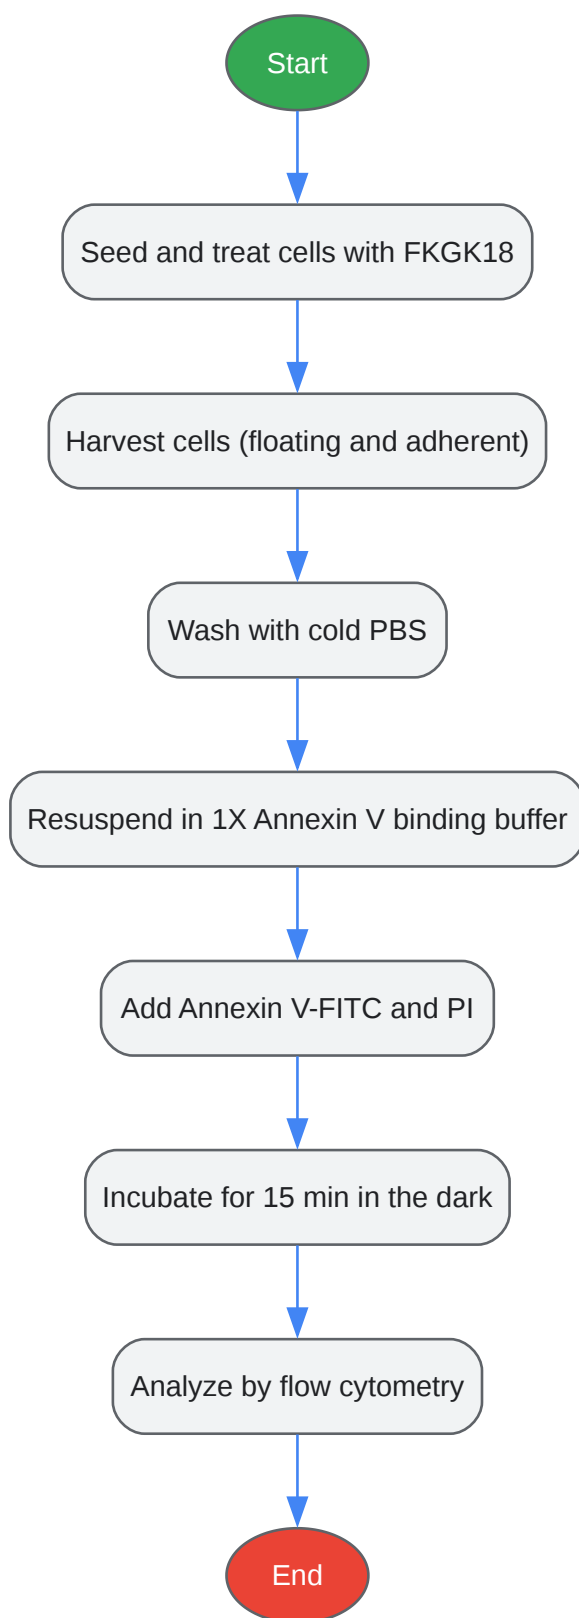 Start
Seed and treat cells with FKGK18
Harvest cells (floating and adherent)
Wash with cold PBS
Resuspend in 1X Annexin V binding buffer
Add Annexin V-FITC and PI
Incubate for 15 min in the dark
Analyze by flow cytometry
End